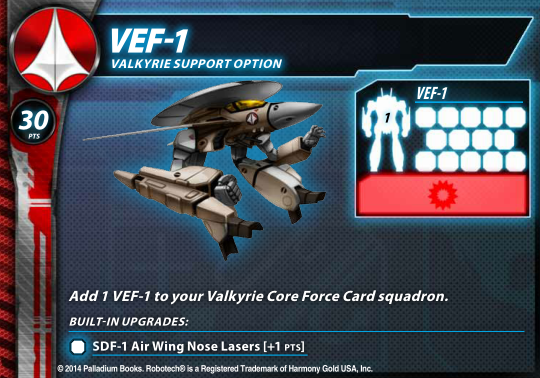 VEF-1
VALKYRIE SUPPORT OPTION
30
PTS
VEF-1
1
Add 1 VEF-1 to your Valkyrie Core Force Card squadron.
BUILT-IN UPGRADES:
SDF-1 Air Wing Nose Lasers [+1 PTS]
© 2014 Palladium Books. Robotech® is a Registered Trademark of Harmony Gold USA, Inc.